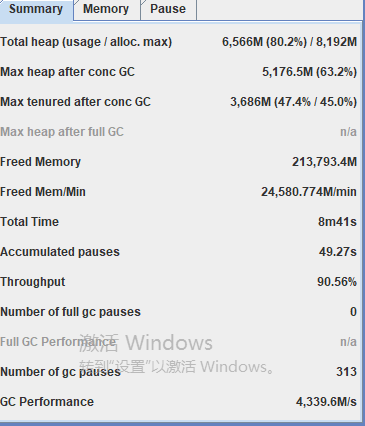 Summary Memory Pause
Total heap (usage / alloc. max) 6,566M (80.2%) / 8,192M
Max heap after conc GC 5,176.5M (63.2%)
Max tenured after conc GC 3,686M (47.4% / 45.0%)
Max heap after full GC n/a
Freed Memory 213,793.4M
Freed Mem/Min 24,580.774M/min
Total Time 8m41s
Accumulated pauses 49.27s
Throughput 90.56%
Number of full gc pauses 0
Full GC Performance n/a
激活 Windows
转到"设置"以激活 Windows。
Number of gc pauses 313
GC Performance 4,339.6M/s